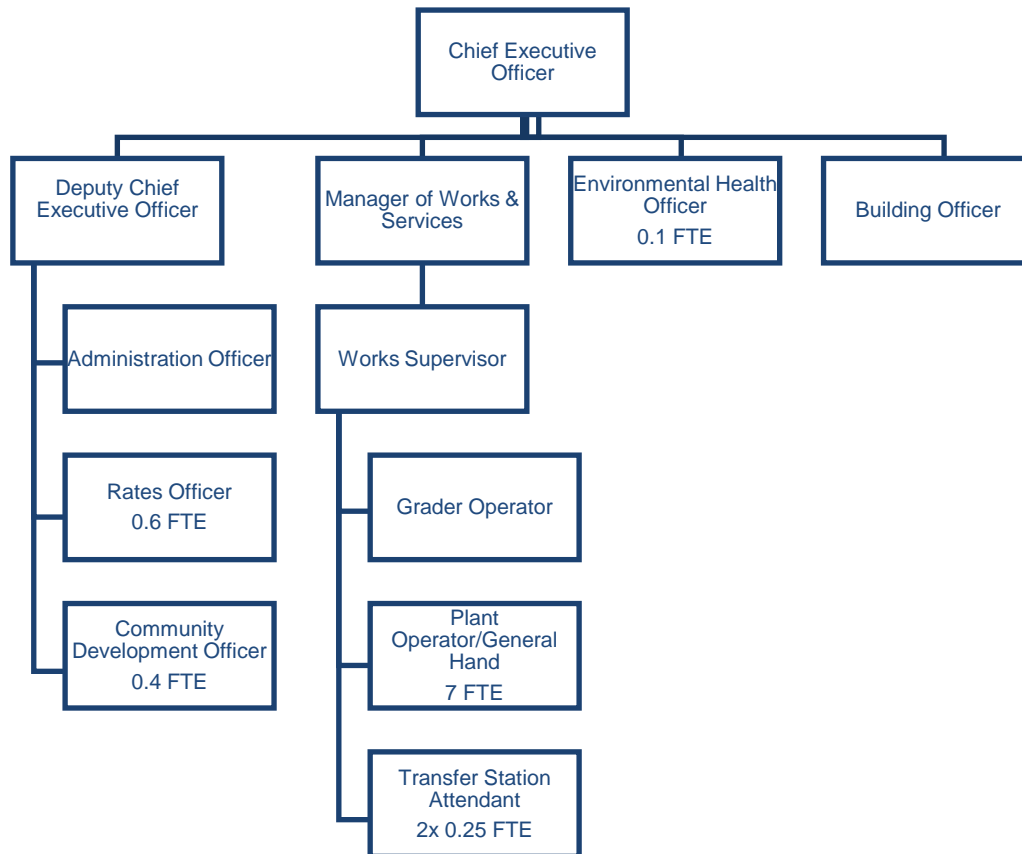 Chief Executive
Officer
Deputy Chief
Executive Officer
Manager of Works &
Services
Environmental Health
Officer
0.1 FTE
Building Officer
Administration Officer
Works Supervisor
Rates Officer
0.6 FTE
Grader Operator
Community
Development Officer
0.4 FTE
Plant
Operator/General
Hand
7 FTE
Transfer Station
Attendant
2x 0.25 FTE